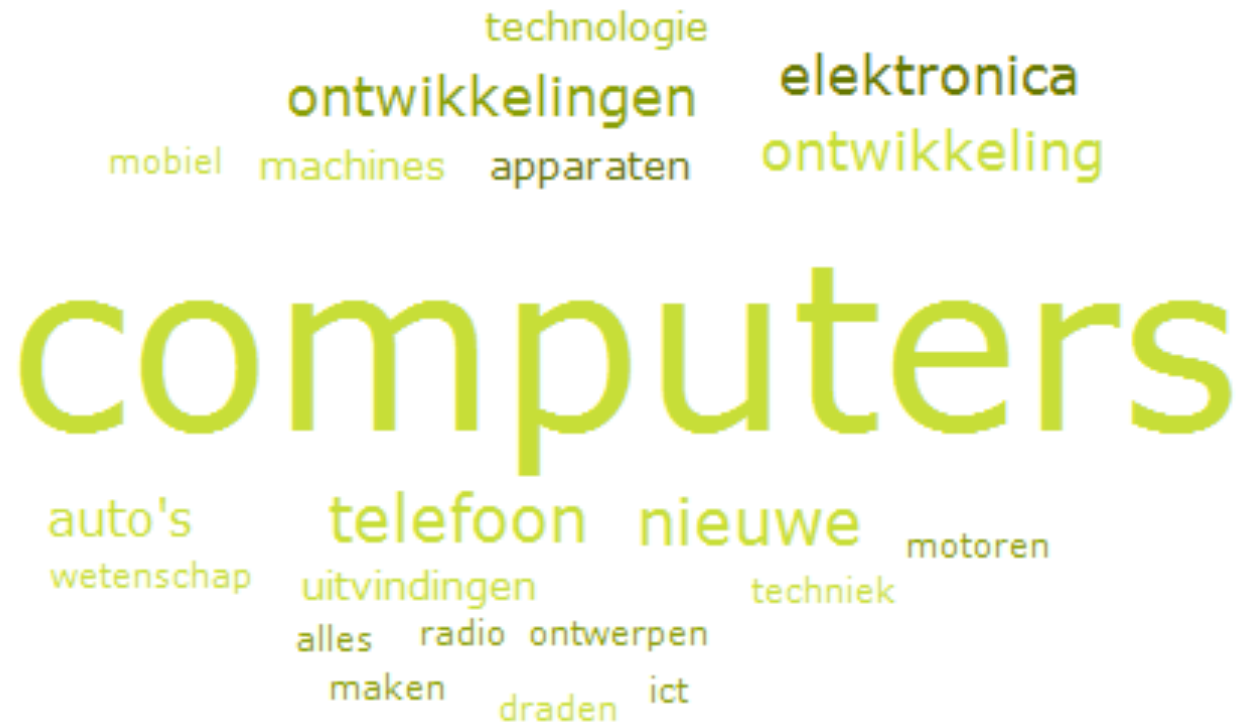 technologie
ontwikkelingen elektronica
mobiel machines apparaten ontwikkeling
computers
auto's telefoon nieuwe motoren
wetenschap uitvindingen techniek
alles radio ontwerpen
maken draden ict